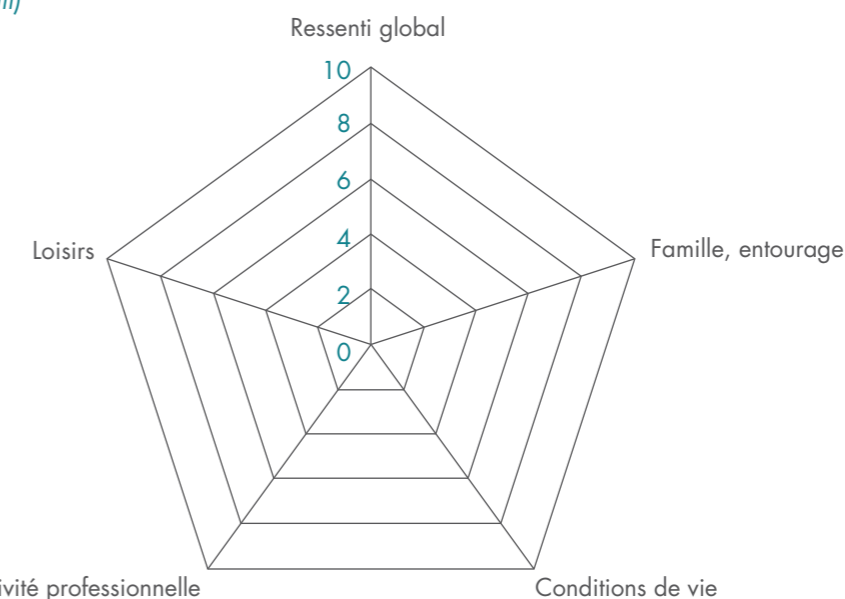 Ressenti global
10
8
6
4
2
0
Loisirs
Famille, entourage
professionnelle
Conditions de vie